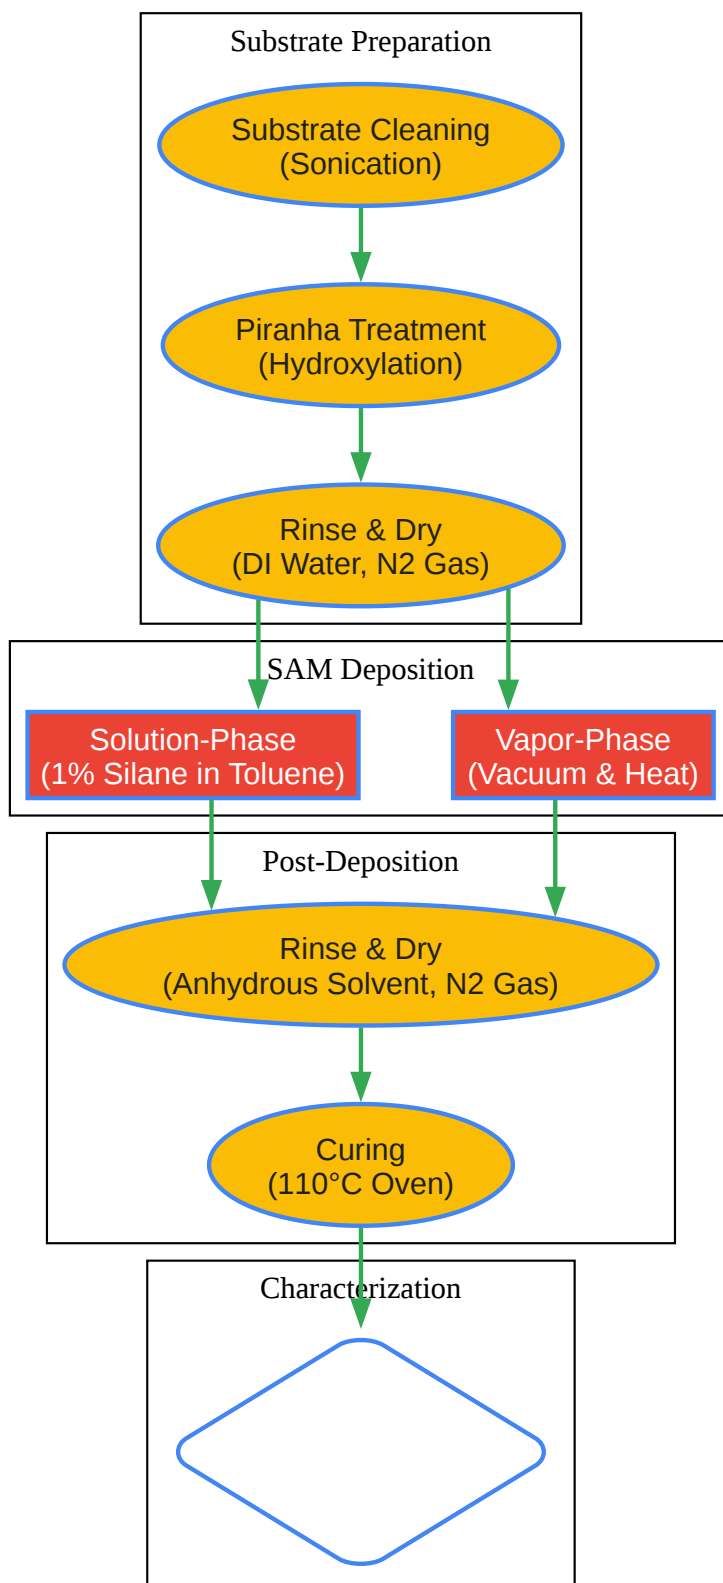 Substrate Preparation
Substrate Cleaning
(Sonication)
Piranha Treatment
(Hydroxylation)
Rinse & Dry
(DI Water, N2 Gas)
SAM Deposition
Solution-Phase
(1% Silane in Toluene)
Vapor-Phase
(Vacuum & Heat)
Post-Deposition
Rinse & Dry
(Anhydrous Solvent, N2 Gas)
Curing
(110°C Oven)
Characterization